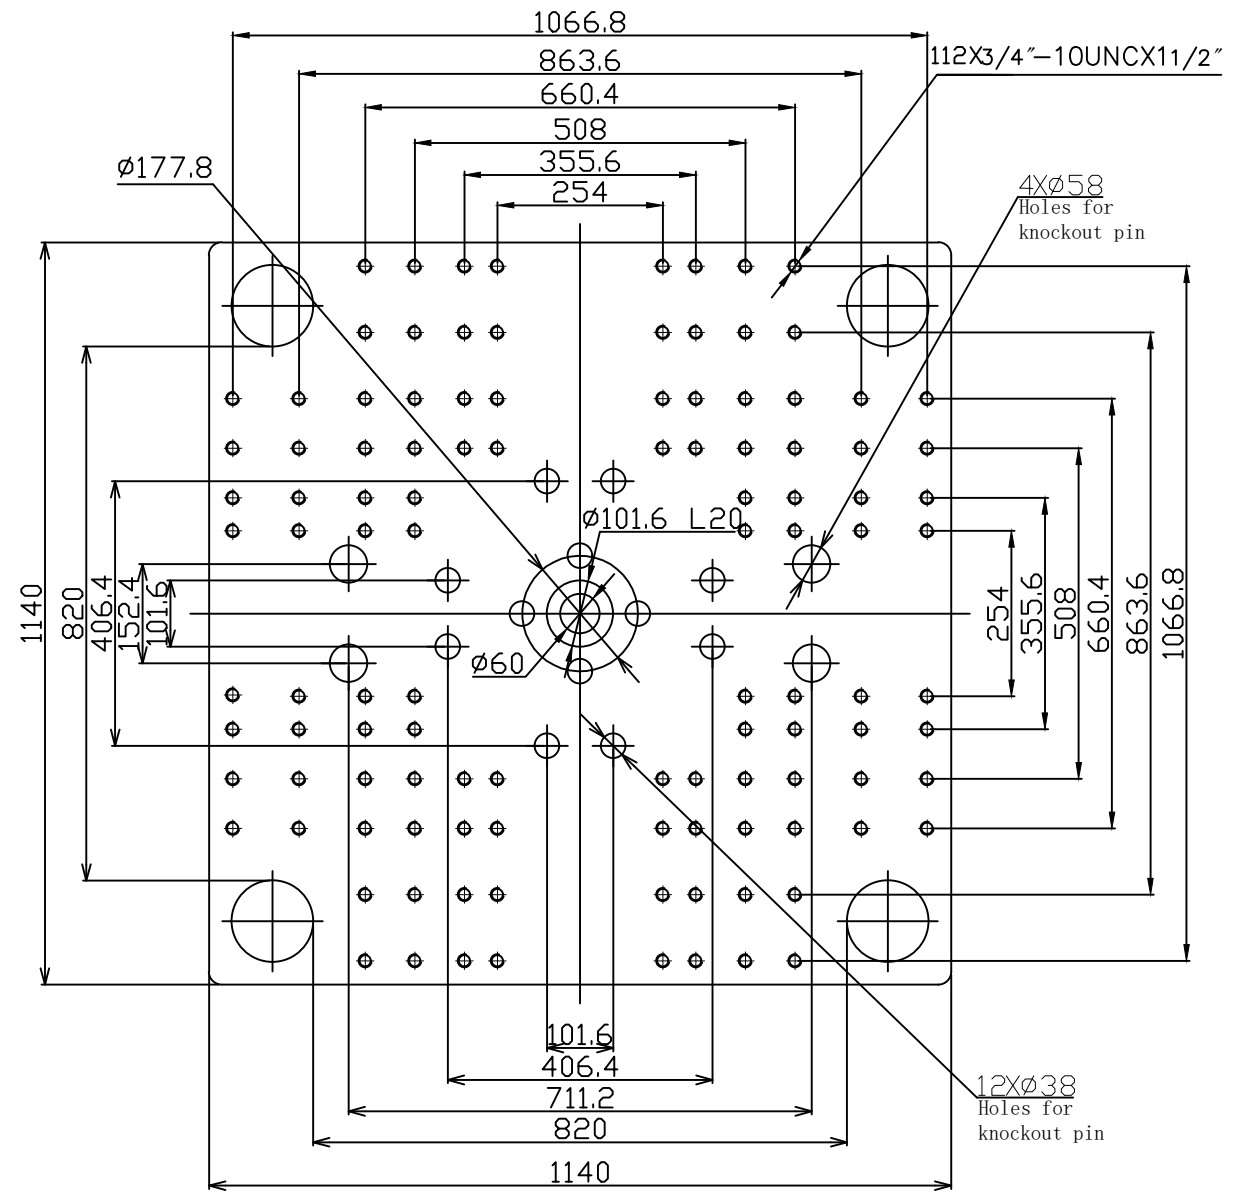 1066.8
863.6
112X3/4″-10UNCX11/2″
660.4
508
Ø177.8
355.6
254
4XØ58
Holes for
knockout pin
Ø101.6 L20
1140
820
406.4
152.4
101.6
254
355.6
508
660.4
863.6
1066.8
Ø60
101.6
406.4
711.2
820
1140
12XØ38
Holes for
knockout pin